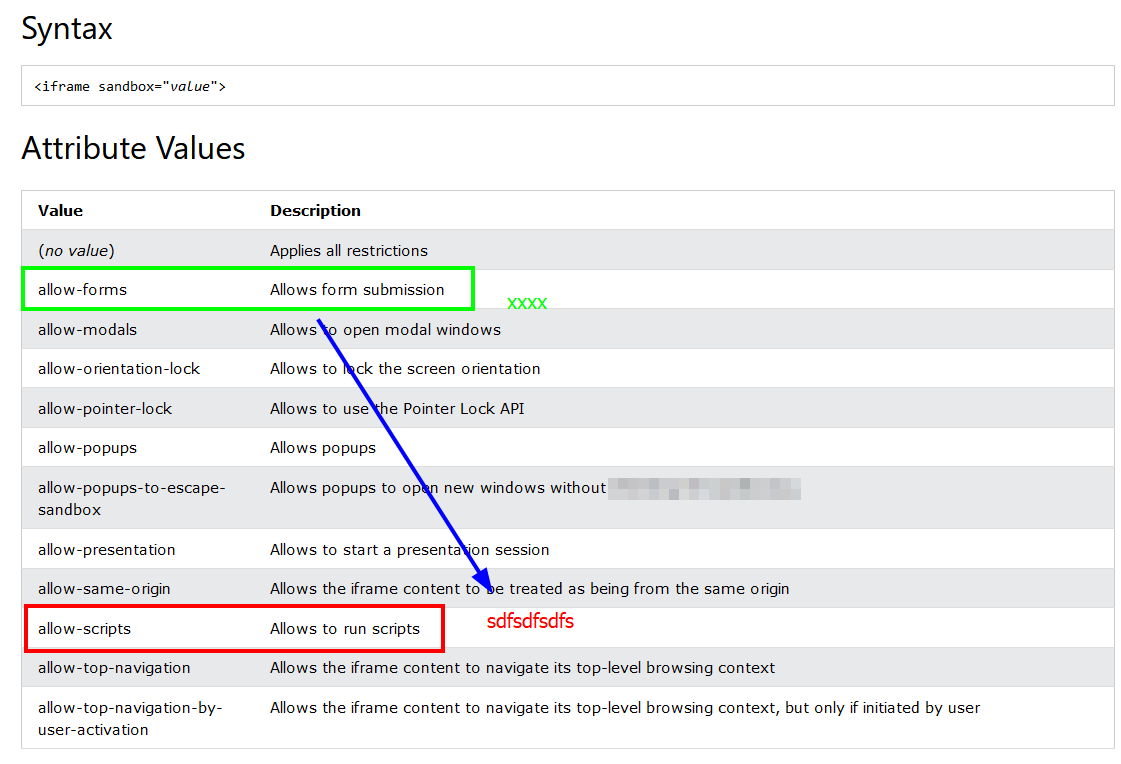 Syntax
<iframe sandbox="value">
Attribute Values
Value Description
(no value) Applies all restrictions
allow-forms Allows form submission
xxxx
allow-modals Allows to open modal windows
allow-orientation-lock Allows to lock the screen orientation
allow-pointer-lock Allows to use the Pointer Lock API
allow-popups Allows popups
allow-popups-to-escape- Allows popups to open new windows without
sandbox
allow-presentation Allows to start a presentation session
allow-same-origin Allows the iframe content to be treated as being from the same origin
sdfsdfsdfs
allow-scripts Allows to run scripts
allow-top-navigation Allows the iframe content to navigate its top-level browsing context
allow-top-navigation-by- Allows the iframe content to navigate its top-level browsing context, but only if initiated by user
user-activation